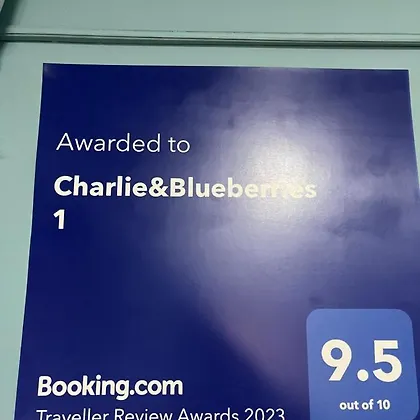 Awarded to
Charlie&Blueberries
1
9.5
out of 10
Booking.com
Traveller Review Awards 2023